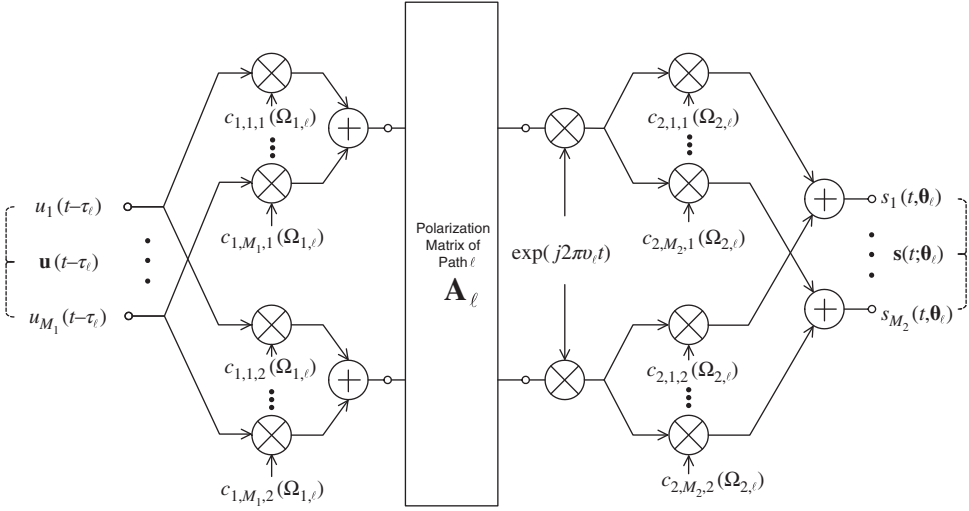 c1,1,1(Ω1,ℓ)
c1,M1,1(Ω1,ℓ)
u1(t–τℓ)
u(t–τℓ)
uM1(t–τℓ)
c1,1,2(Ω1,ℓ)
c1,M1,2(Ω1,ℓ)
Polarization
Matrix of
Path ℓ
Aℓ
exp(j2πυℓt)
c2,1,1(Ω2,ℓ)
c2,M2,1(Ω2,ℓ)
c2,1,2(Ω2,ℓ)
c2,M2,2(Ω2,ℓ)
s1(t,θℓ)
s(t;θℓ)
sM2(t,θℓ)